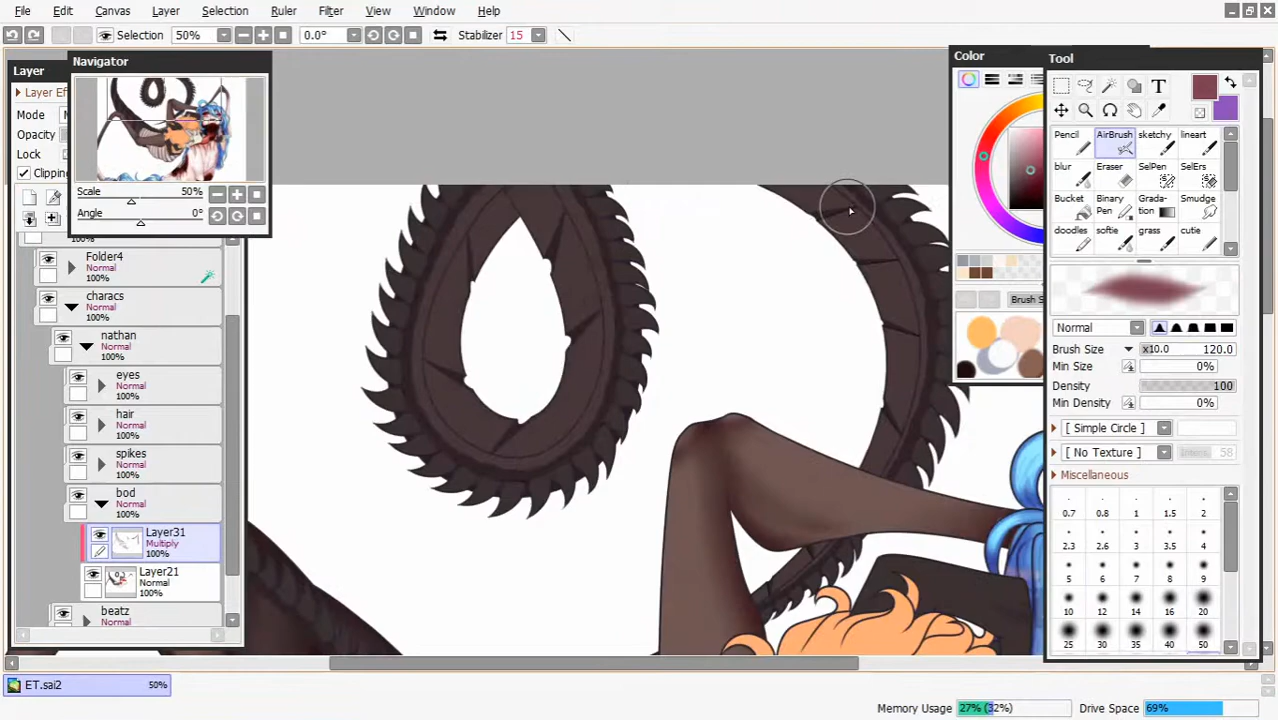 File Edit Canvas Layer Selection Ruler Filter View Window Help
Selection 50% 0.0° Stabilizer 15
Navigator
Scale 50%
Angle 0°
Layer
Layer
Mode
Opacity
Lock
Clipping
Folder4
Normal
100%
characs
Normal
100%
nathan
Normal
100%
eyes
Normal
100%
hair
Normal
100%
spikes
Normal
100%
bod
Normal
100%
Layer31
Multiply
100%
Layer21
Normal
100%
beatz
Normal
Color
Brush
Tool
Pencil AirBrush sketchy lineart
blur Eraser SelPen SelErs
Bucket Binary Pen Grada-tion Smudge
doodles softie grass cutie
Normal
Brush Size x10.0 120.0
Min Size 0%
Density 100
Min Density 0%
[ Simple Circle ]
[ No Texture ] 58
Miscellaneous
0.7 0.8 1 1.5 2
2.3 2.6 3 3.5 4
5 6 7 8 9
10 12 14 16 20
25 30 35 40 50
ET.sai2 50%
Memory Usage 27% (32%) Drive Space 69%